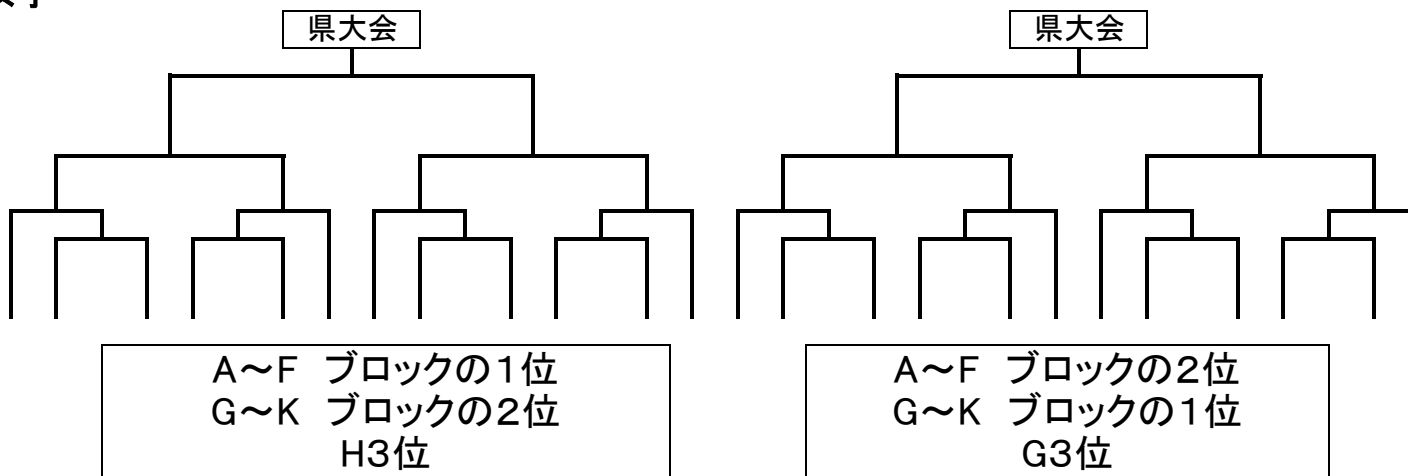 県大会
県大会
A～F　ブロックの１位
G～K　ブロックの２位
H３位
A～F　ブロックの２位
G～K　ブロックの１位
G３位